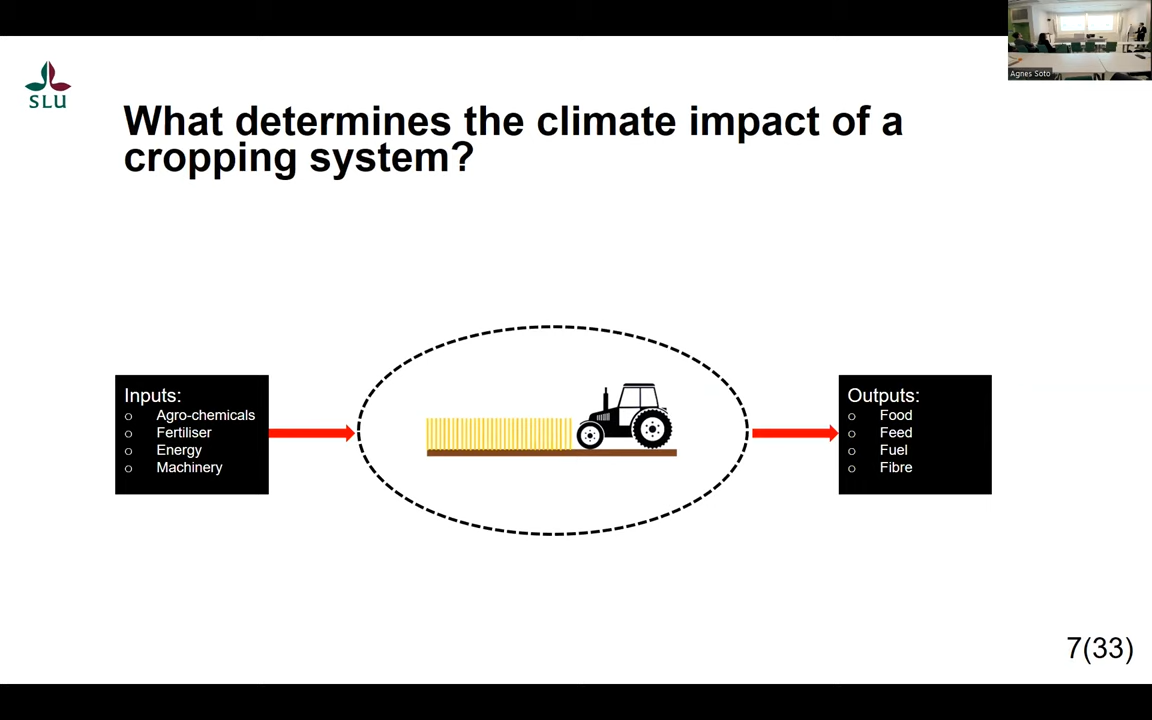 Agnes Soto
SLU
What determines the climate impact of a
cropping system?
Inputs:
o Agro-chemicals
o Fertiliser
o Energy
o Machinery
Outputs:
o Food
o Feed
o Fuel
o Fibre
7(33)